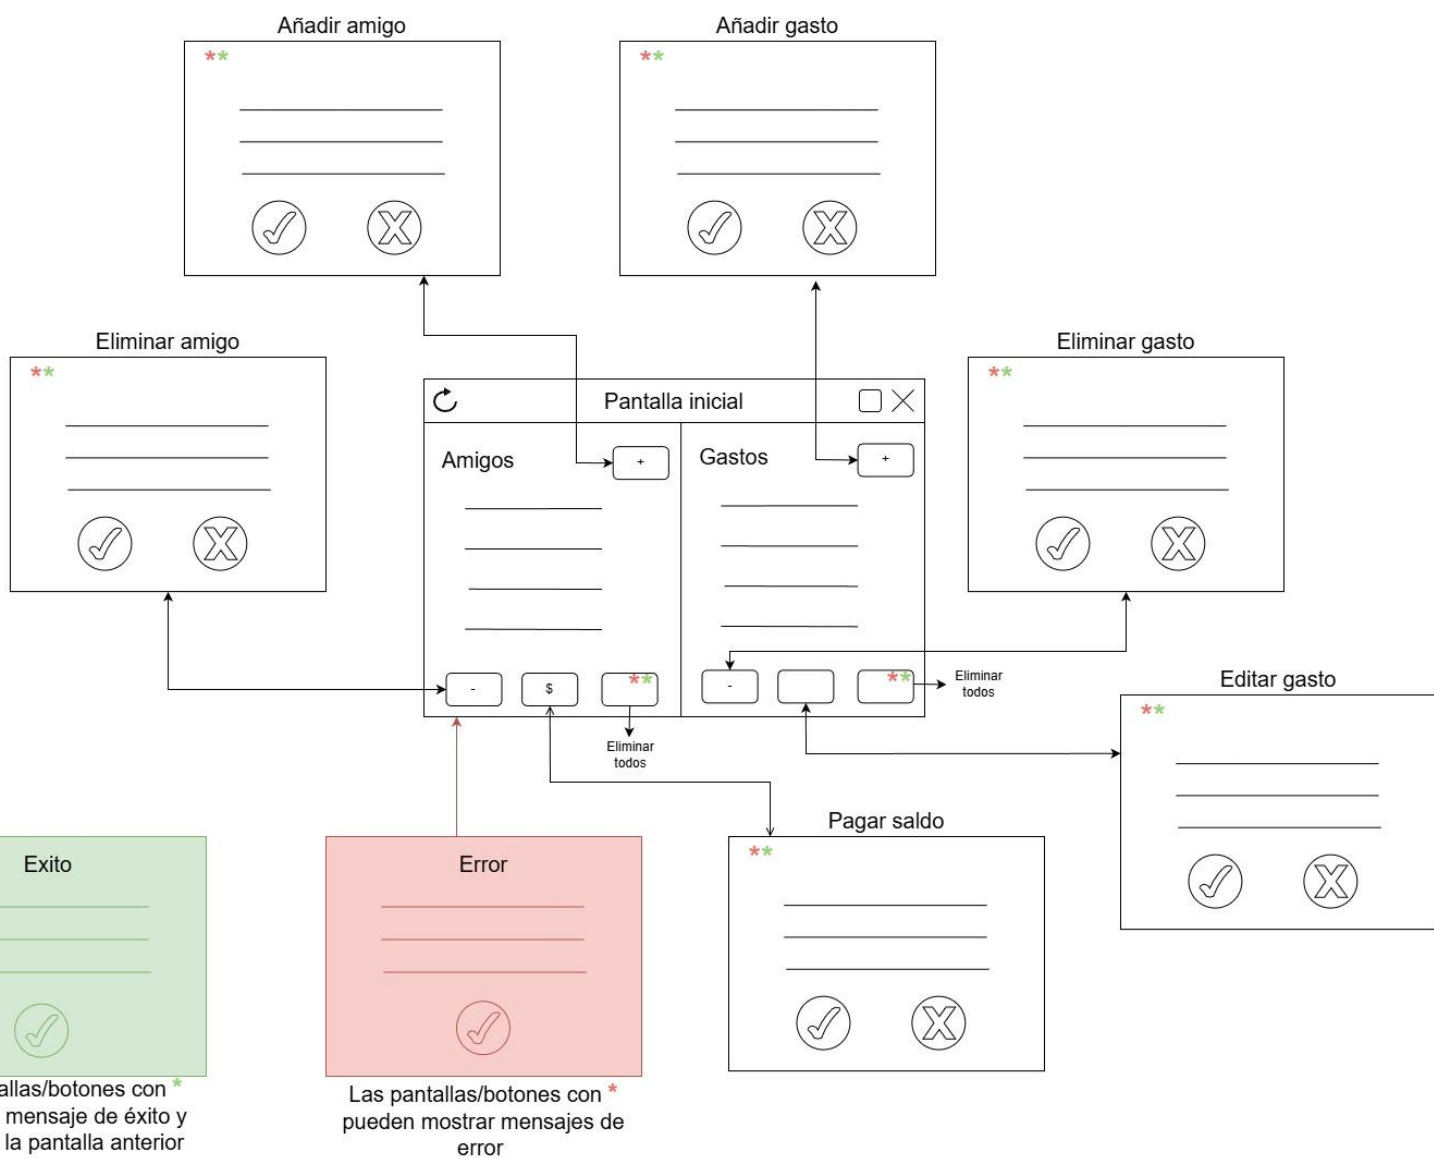 Añadir amigo
**
Añadir gasto
**
Eliminar amigo
**
Eliminar gasto
**
Pantalla inicial
Amigos
+
Gastos
+
-
$
**
-
**
Eliminar
todos
Eliminar
todos
Editar gasto
**
Pagar saldo
**
Exito
Error
con *
mensaje de éxito y
la pantalla anterior
Las pantallas/botones con *
pueden mostrar mensajes de
error